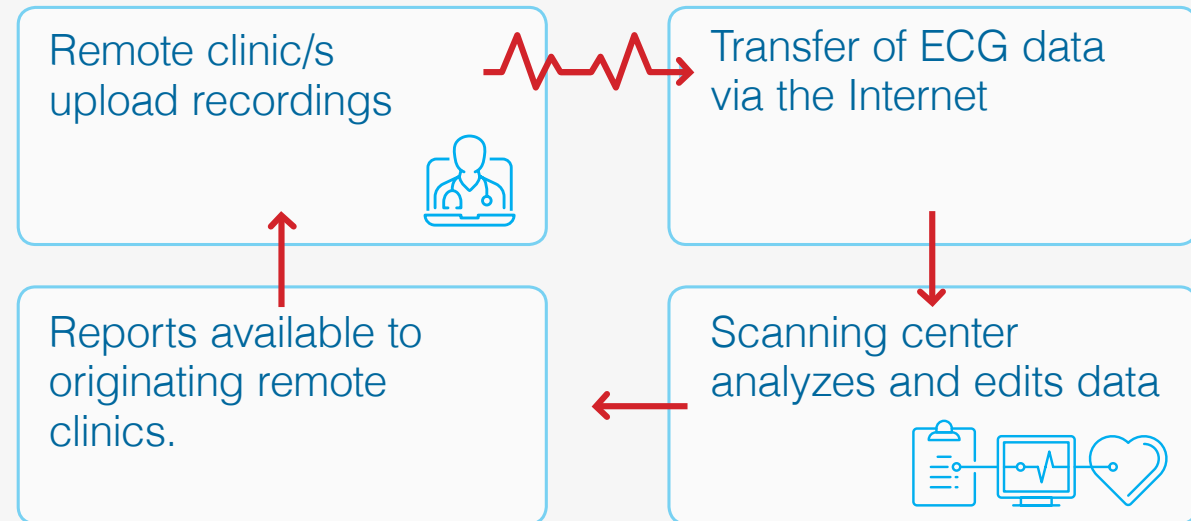 Remote clinic/s
upload recordings
Transfer of ECG data
via the Internet
Reports available to
originating remote
clinics.
Scanning center
analyzes and edits data